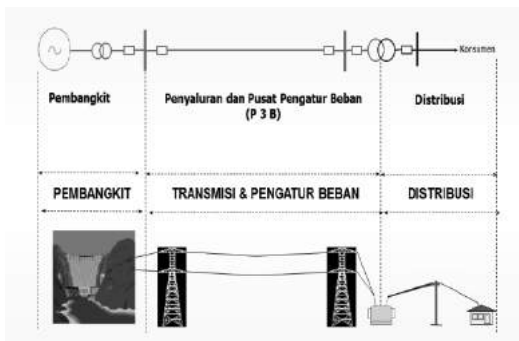 Konsumen
Pembangkit
Penyaluran dan Pusat Pengatur Beban
(P 3 B)
Distribusi
PEMBANGKIT
TRANSMISI & PENGATUR BEBAN
DISTRIBUSI